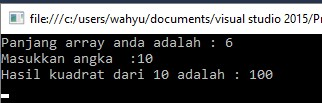 file:///c:/users/wahyu/documents/visual studio 2015/Pr
Panjang array anda adalah : 6
Masukkan angka  :10
Hasil kuadrat dari 10 adalah : 100